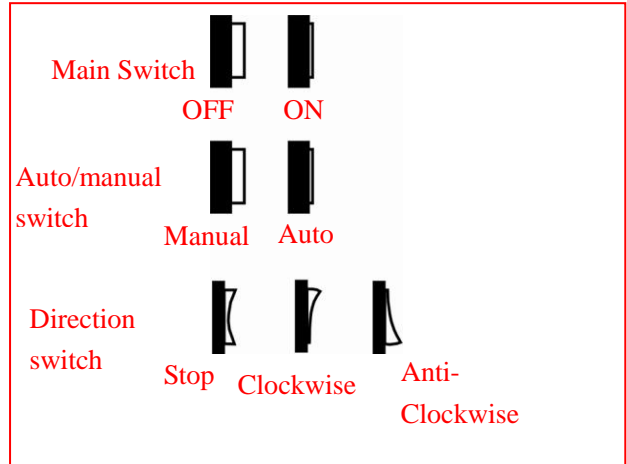 Main Switch
OFF ON
Auto/manual
switch
Manual Auto
Direction
switch
Stop Clockwise Anti-
Clockwise